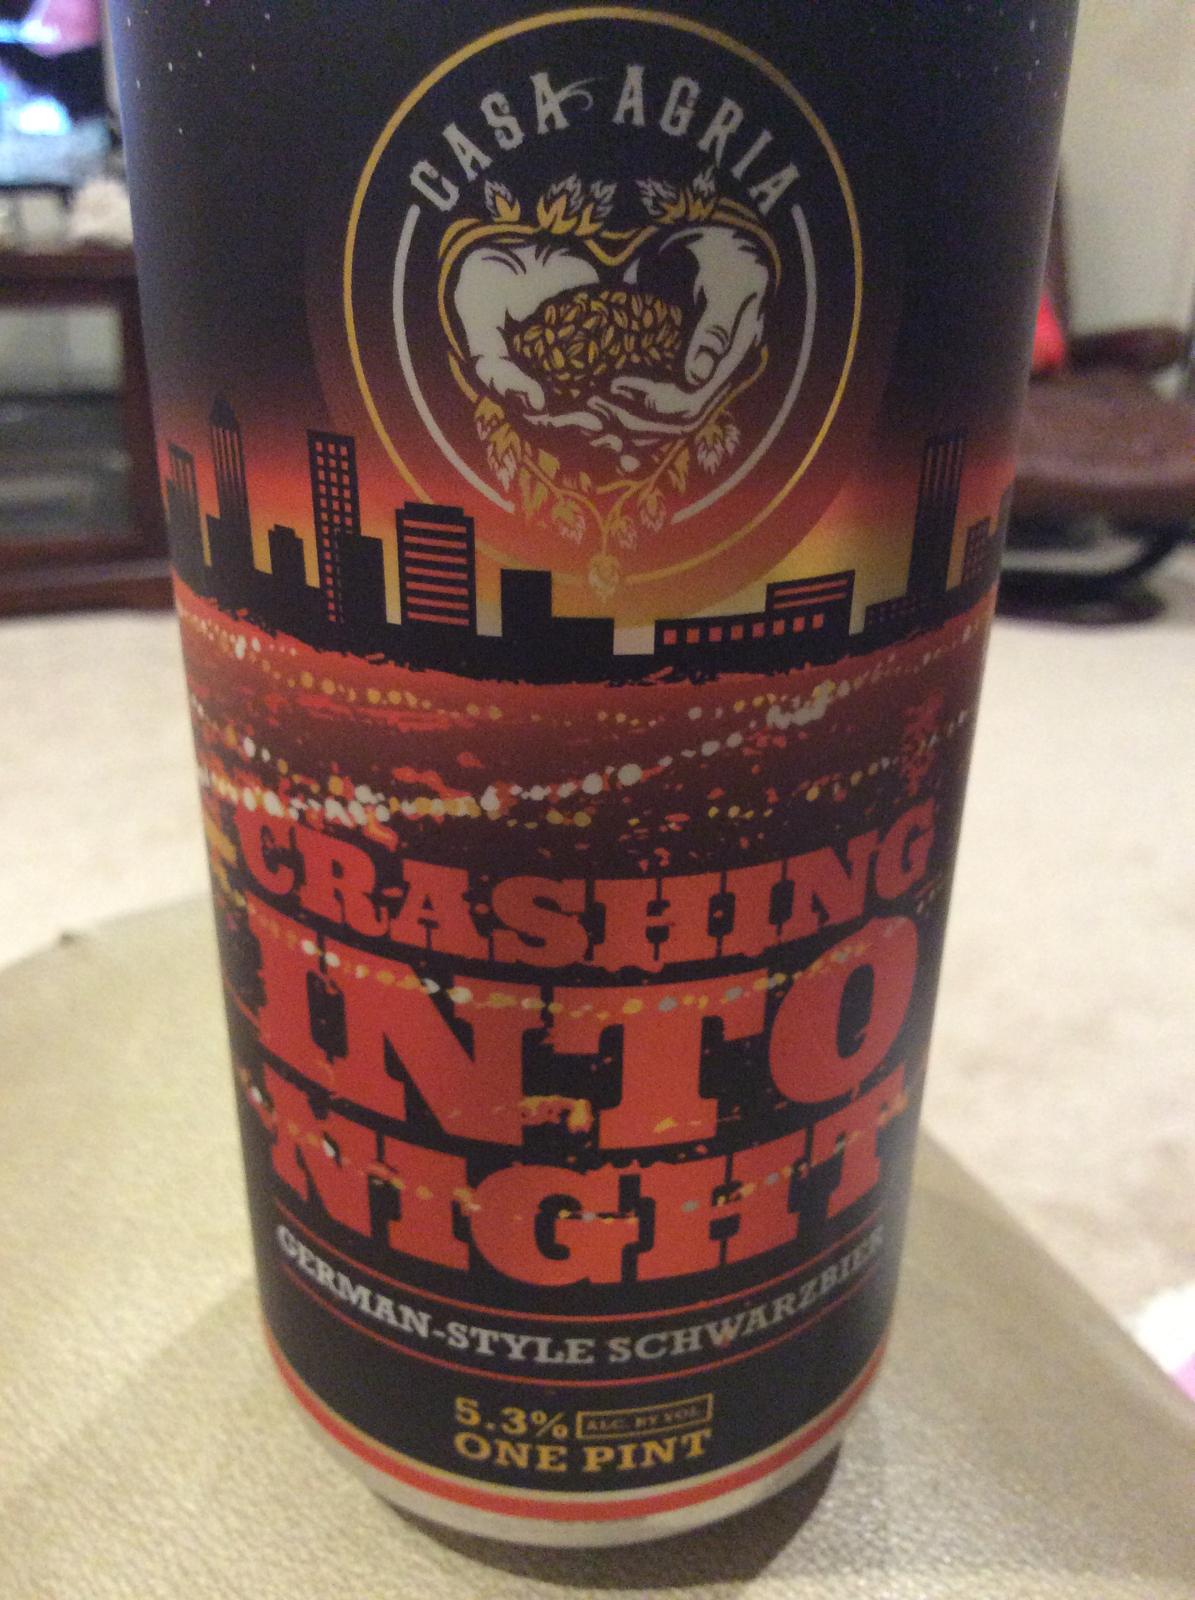 CASA AGRIA
CRASHING
INTO
NIGHT
GERMAN-STYLE SCHWARZBIER
5.3% ALC. BY VOL.
ONE PINT